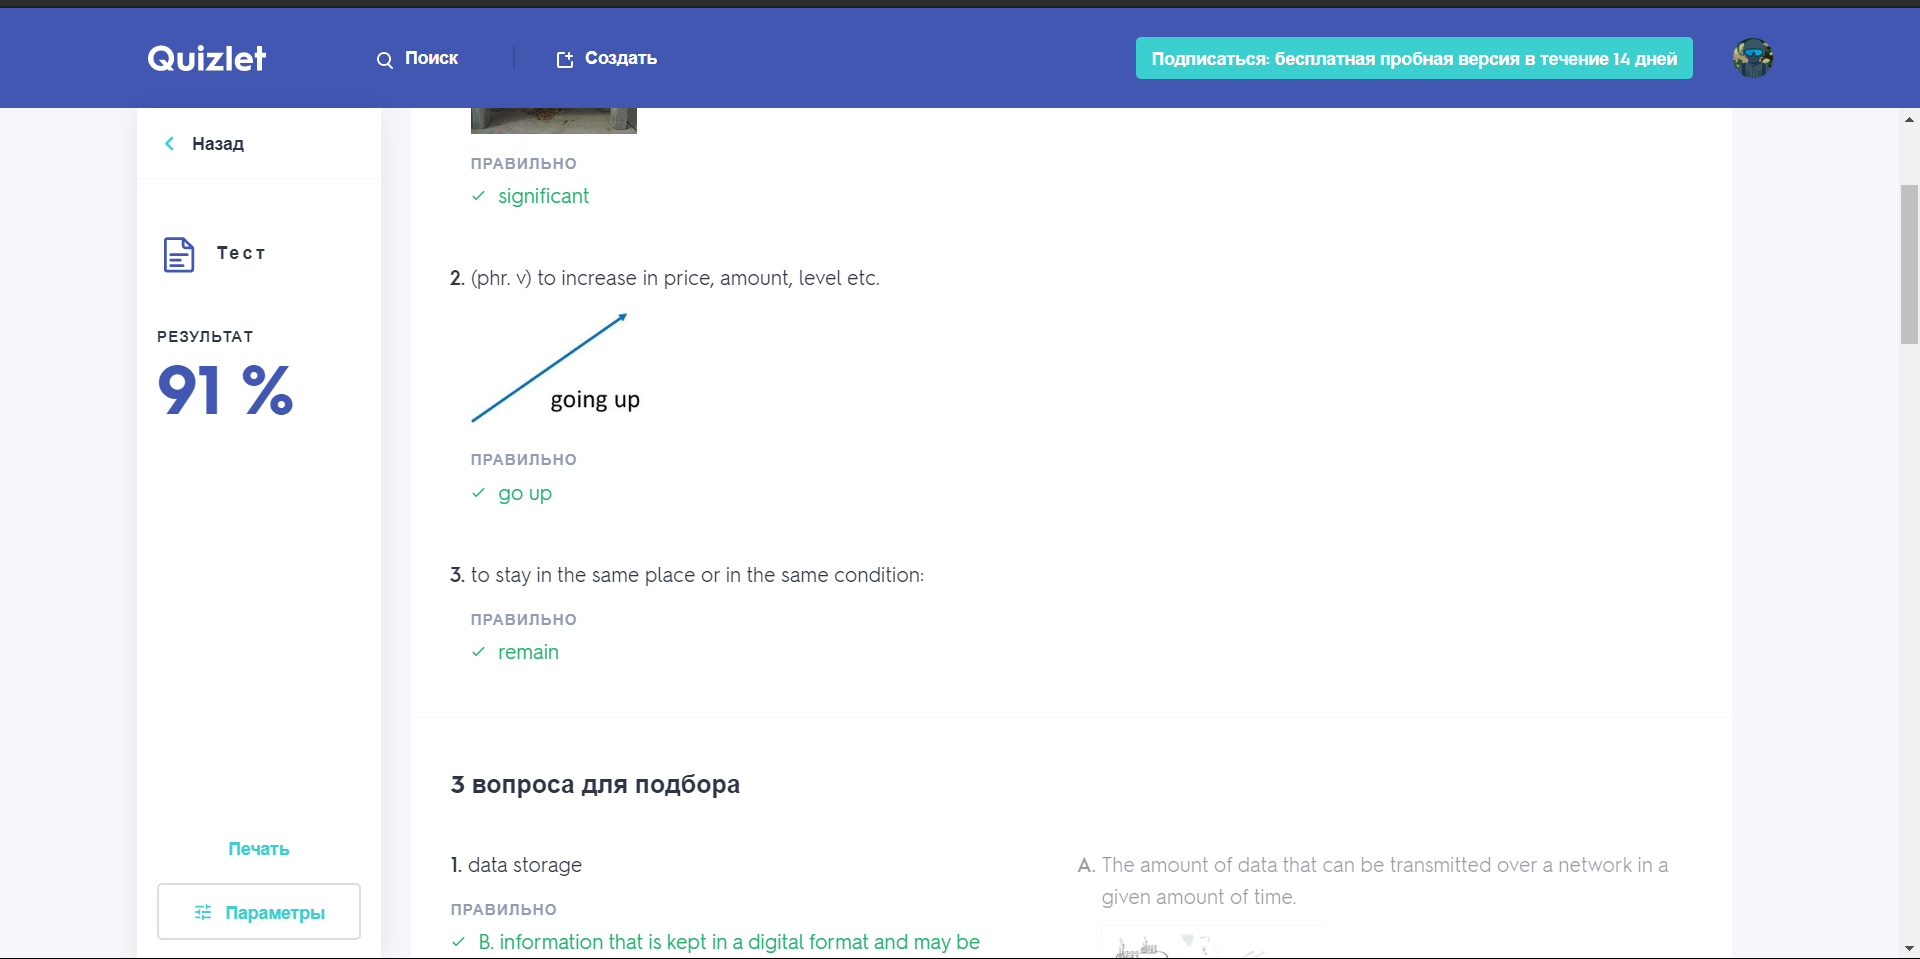 Quizlet
Поиск
Создать
Подписаться: бесплатная пробная версия в течение 14 дней
Назад
Тест
РЕЗУЛЬТАТ
91 %
Печать
Параметры
ПРАВИЛЬНО
significant
2. (phr. v) to increase in price, amount, level etc.
going up
ПРАВИЛЬНО
go up
3. to stay in the same place or in the same condition:
ПРАВИЛЬНО
remain
3 вопроса для подбора
1. data storage
ПРАВИЛЬНО
B. information that is kept in a digital format and may be
A. The amount of data that can be transmitted over a network in a
given amount of time.